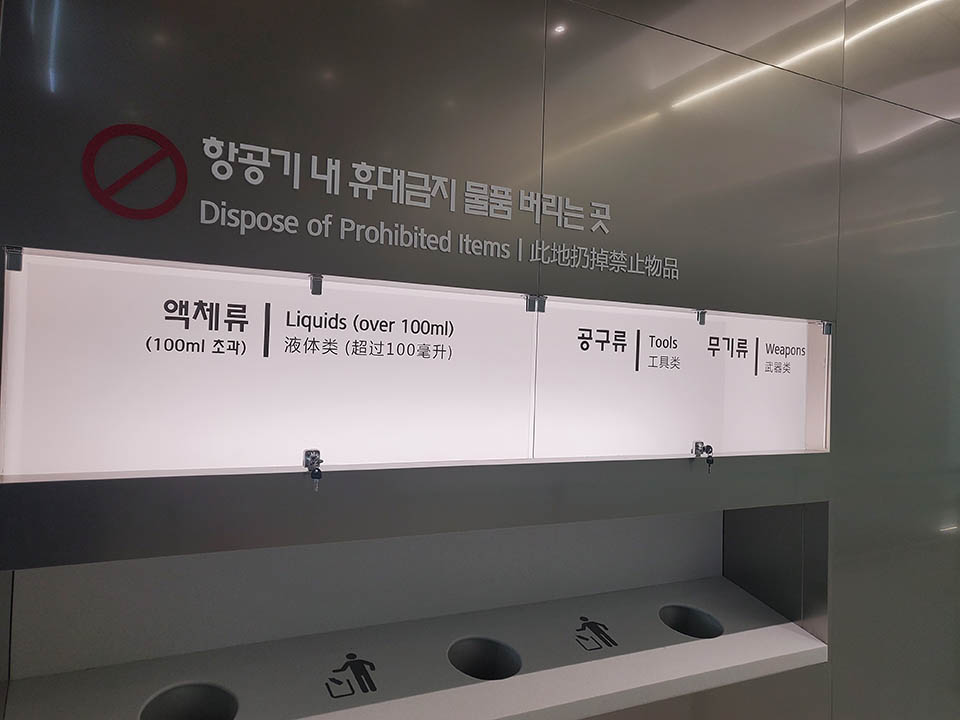 항공기 내 휴대금지 물품 버리는 곳
Dispose of Prohibited Items | 此地扔掉禁止物品
액체류
(100ml 초과)
Liquids (over 100ml)
液体类 (超过100毫升)
공구류
Tools
工具类
무기류
Weapons
武器类